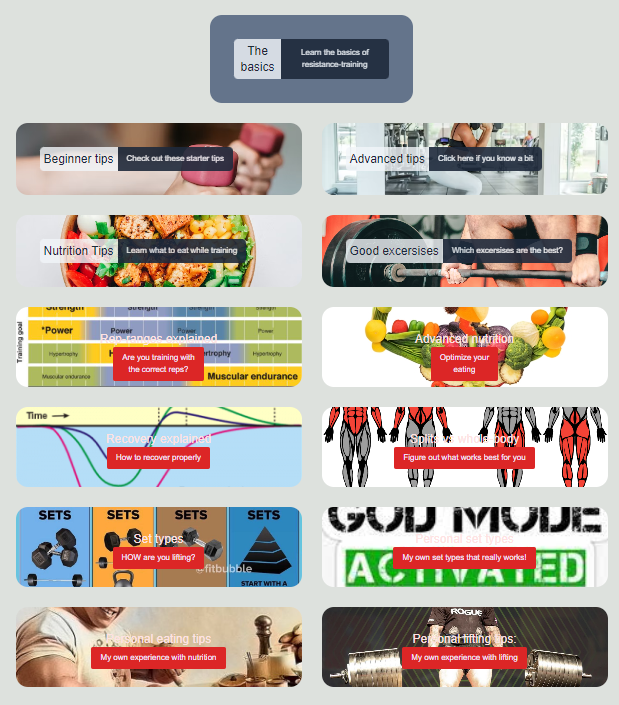 The
basics
Learn the basics of
resistance-training
Beginner tips
Check out these starter tips
Advanced tips
Click here if you know a bit
Nutrition Tips
Learn what to eat while training
Good excersises
Which excersises are the best?
Strength
Strength
Strength
Strength
Training goal
*Power
Power
Power
Power
Rep-ranges explained
Hypertrophy
Hypertrophy
Are you training with
the correct reps?
Muscular endurance
Muscular endurance
Advanced nutrition
Optimize your
eating
Time
Recovery explained
How to recover properly
Splits vs whole body
Figure out what works best for you
SETS
SETS
SETS
SETS
Set types
HOW are you lifting?
@fitbubble
START WITH A
GOD MODE
Personal set types
My own set types that really works!
ACTIVATED
Personal eating tips
My own experience with nutrition
ROGUE
Personal lifting tips:
My own experience with lifting